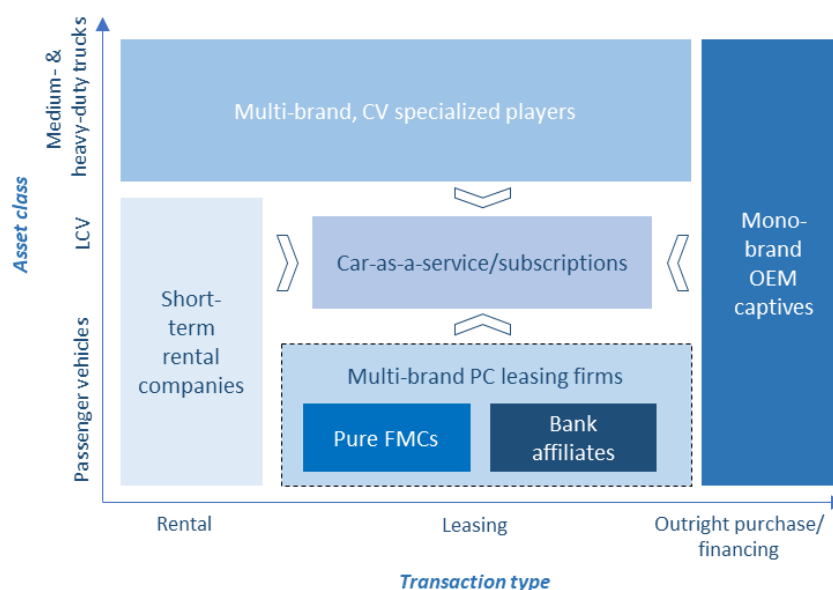 Asset class
Medium- &
heavy-duty trucks
LCV
Passenger vehicles
Multi-brand, CV specialized players
Short-
term
rental
companies
Car-as-a-service/subscriptions
Mono-
brand
OEM
captives
Multi-brand PC leasing firms
Pure FMCs
Bank
affiliates
Rental
Leasing
Outright purchase/
financing
Transaction type